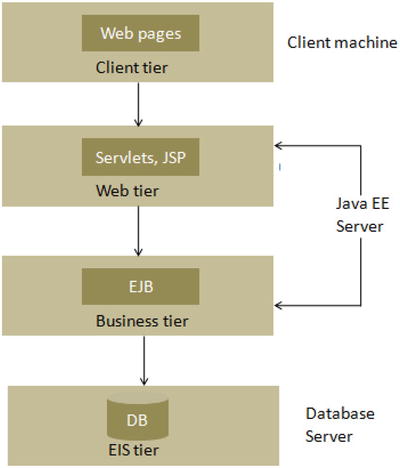 Web pages
Client tier
Client machine
Servlets, JSP
Web tier
Java EE
Server
EJB
Business tier
DB
EIS tier
Database
Server